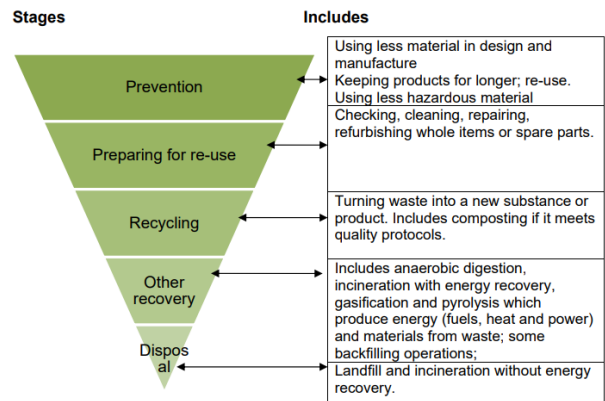 Stages
Includes
Prevention
Using less material in design and
manufacture
Keeping products for longer; re-use.
Using less hazardous material
Preparing for re-use
Checking, cleaning, repairing,
refurbishing whole items or spare parts.
Recycling
Turning waste into a new substance or
product. Includes composting if it meets
quality protocols.
Other
recovery
Includes anaerobic digestion,
incineration with energy recovery,
gasification and pyrolysis which
produce energy (fuels, heat and power)
and materials from waste; some
backfilling operations;
Dispos
al
Landfill and incineration without energy
recovery.